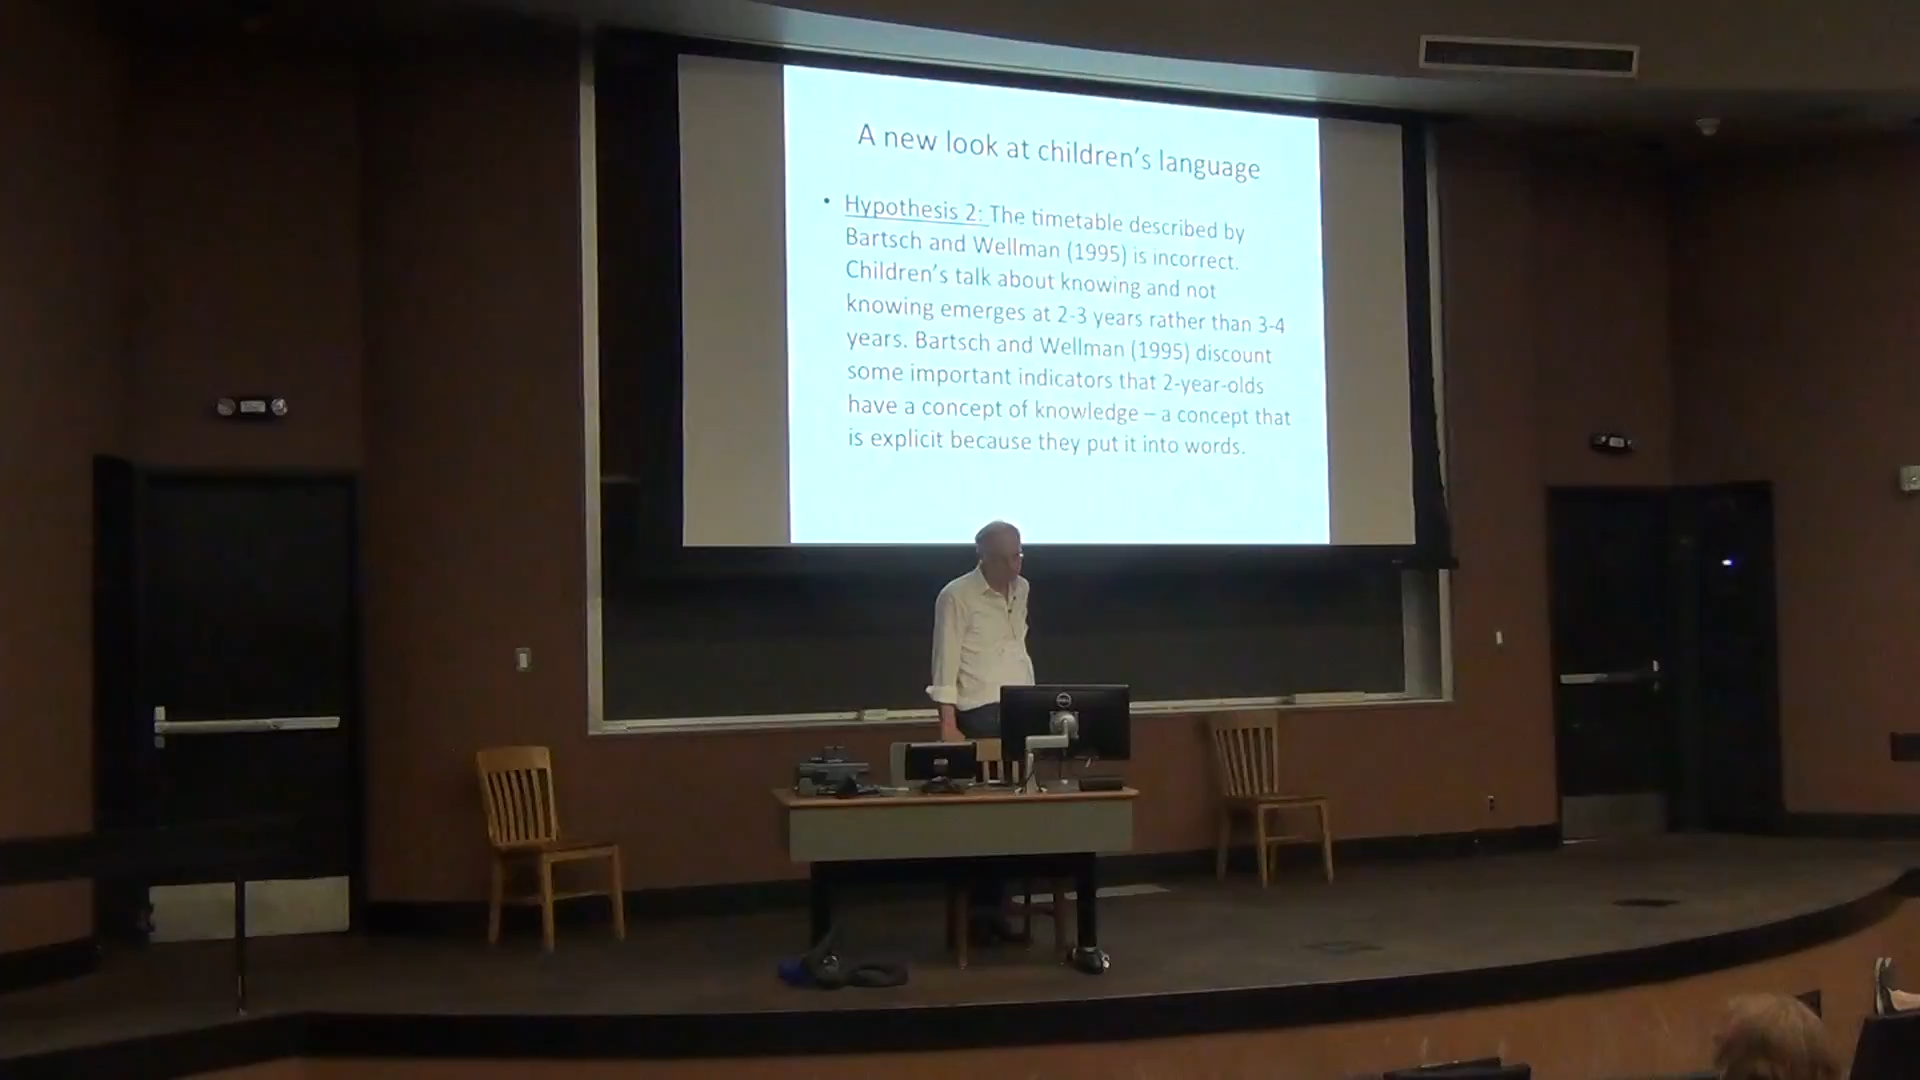 A new look at children's language
• Hypothesis 2: The timetable described by
Bartsch and Wellman (1995) is incorrect.
Children's talk about knowing and not
knowing emerges at 2-3 years rather than 3-4
years. Bartsch and Wellman (1995) discount
some important indicators that 2-year-olds
have a concept of knowledge – a concept that
is explicit because they put it into words.
DELL